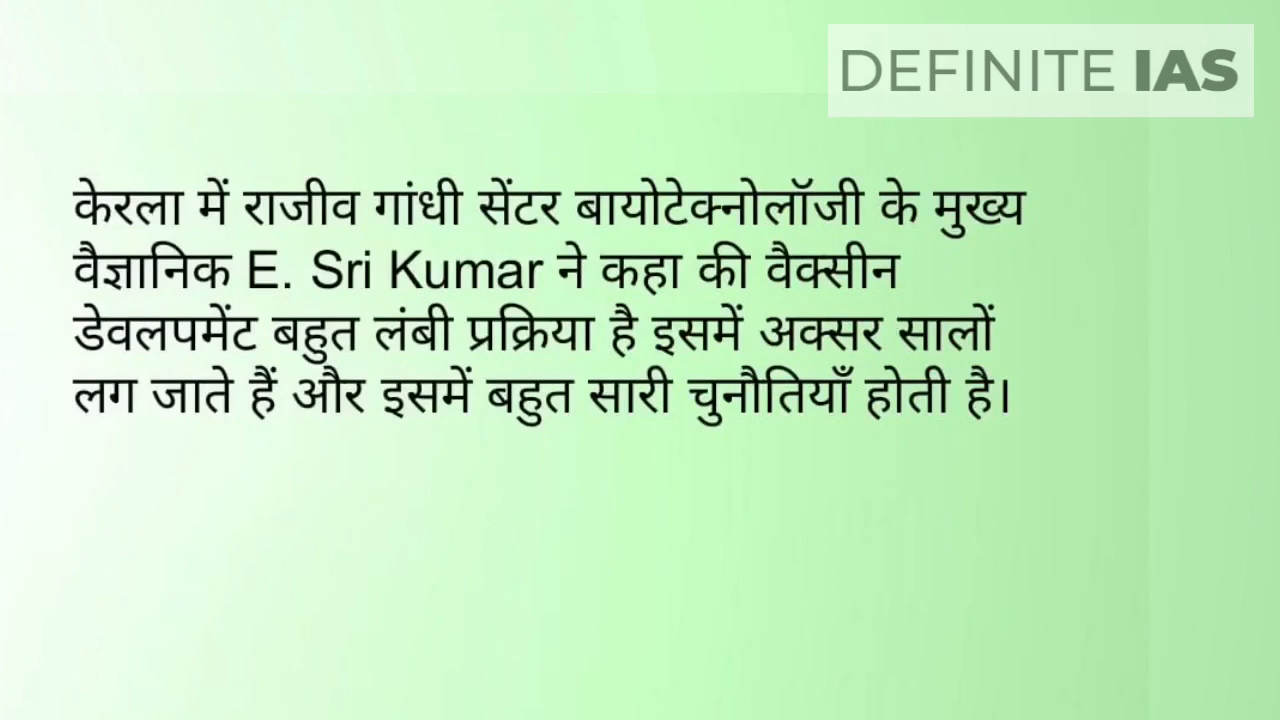 DEFINITE IAS
केरला में राजीव गांधी सेंटर बायोटेक्नोलॉजी के मुख्य
वैज्ञानिक E. Sri Kumar ने कहा की वैक्सीन
डेवलपमेंट बहुत लंबी प्रक्रिया है इसमें अक्सर सालों
लग जाते हैं और इसमें बहुत सारी चुनौतियाँ होती है।